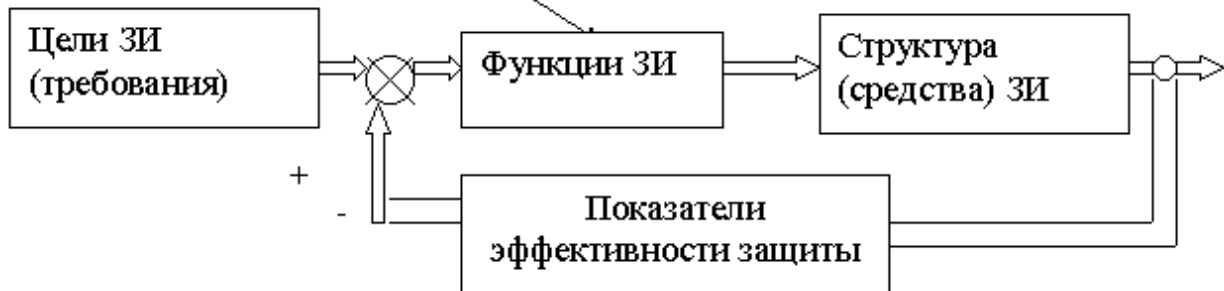 Цели ЗИ
(требования)
Функции ЗИ
Структура
(средства) ЗИ
+
-
Показатели
эффективности защиты